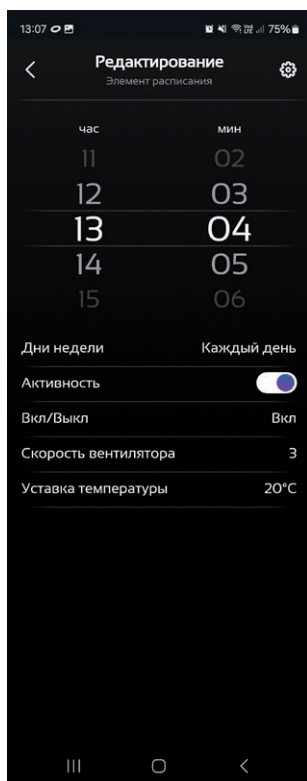 13:07 75%
Редактирование
Элемент расписания
час мин
11 02
12 03
13 04
14 05
15 06
Дни недели Каждый день
Активность
Вкл/Выкл Вкл
Скорость вентилятора 3
Уставка температуры 20°C